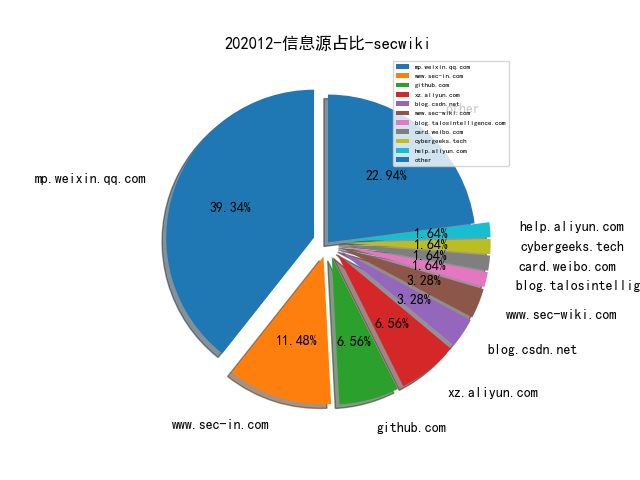 202012-信息源占比-secwiki
mp.weixin.qq.com
www.sec-in.com
github.com
xz.aliyun.com
blog.csdn.net
www.sec-wiki.com
blog.talosintelligence.com
card.weibo.com
cybergeeks.tech
help.aliyun.com
other
other
mp.weixin.qq.com
39.34%
22.94%
help.aliyun.com
1.64%
cybergeeks.tech
1.64%
card.weibo.com
1.64%
blog.talosintellig
1.64%
www.sec-wiki.com
3.28%
blog.csdn.net
3.28%
xz.aliyun.com
6.56%
github.com
6.56%
www.sec-in.com
11.48%